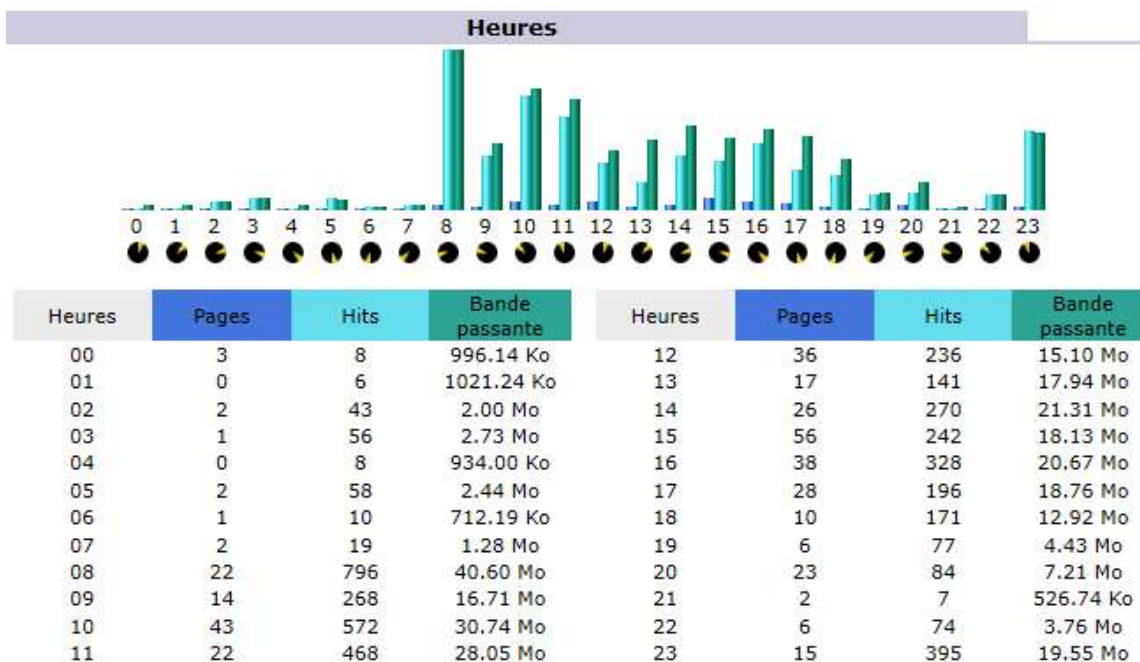 Heures
0 1 2 3 4 5 6 7 8 9 10 11 12 13 14 15 16 17 18 19 20 21 22 23
Heures Pages Hits Bande passante Heures Pages Hits Bande passante
00 3 8 996.14 Ko 12 36 236 15.10 Mo
01 0 6 1021.24 Ko 13 17 141 17.94 Mo
02 2 43 2.00 Mo 14 26 270 21.31 Mo
03 1 56 2.73 Mo 15 56 242 18.13 Mo
04 0 8 934.00 Ko 16 38 328 20.67 Mo
05 2 58 2.44 Mo 17 28 196 18.76 Mo
06 1 10 712.19 Ko 18 10 171 12.92 Mo
07 2 19 1.28 Mo 19 6 77 4.43 Mo
08 22 796 40.60 Mo 20 23 84 7.21 Mo
09 14 268 16.71 Mo 21 2 7 526.74 Ko
10 43 572 30.74 Mo 22 6 74 3.76 Mo
11 22 468 28.05 Mo 23 15 395 19.55 Mo